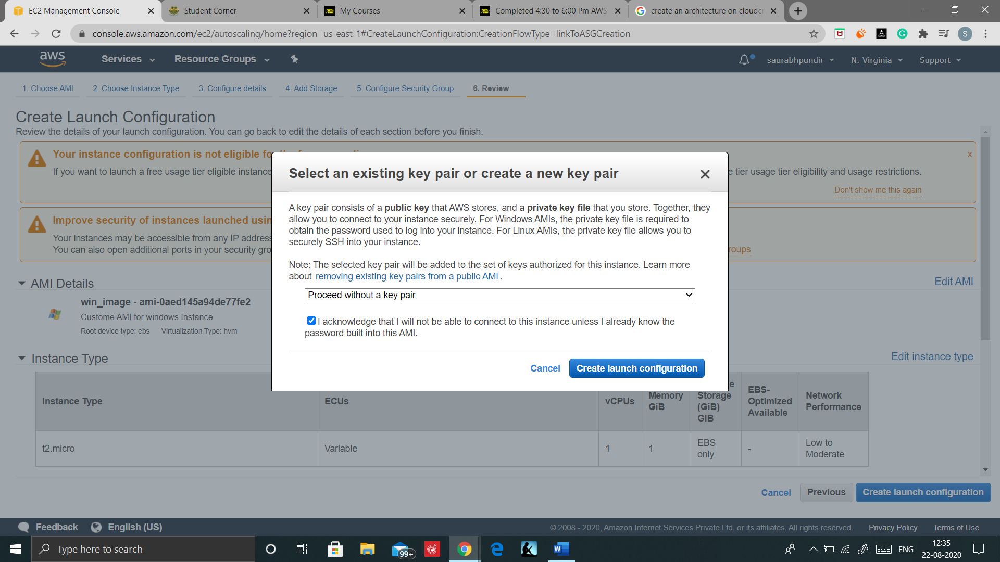 EC2 Management Console
Student Corner
My Courses
Completed 4:30 to 6:00 Pm AWS
create an architecture on cloudcr
console.aws.amazon.com/ec2/autoscaling/home?region=us-east-1#CreateLaunchConfiguration:CreationFlowType=linkToASGCreation
S
aws
Services
Resource Groups
saurabhpundir
N. Virginia
Support
1. Choose AMI
2. Choose Instance Type
3. Configure details
4. Add Storage
5. Configure Security Group
6. Review
Create Launch Configuration
Review the details of your launch configuration. You can go back to edit the details of each section before you finish.
Your instance configuration is not eligible fo
x
If you want to launch a free usage tier eligible instance
e tier usage tier eligibility and usage restrictions.
Don't show me this again
Improve security of instances launched usin
Your instances may be accessible from any IP address
You can also open additional ports in your security gro
roups
Select an existing key pair or create a new key pair
A key pair consists of a public key that AWS stores, and a private key file that you store. Together, they
allow you to connect to your instance securely. For Windows AMIs, the private key file is required to
obtain the password used to log into your instance. For Linux AMIs, the private key file allows you to
securely SSH into your instance.
Note: The selected key pair will be added to the set of keys authorized for this instance. Learn more
about removing existing key pairs from a public AMI .
Proceed without a key pair
I acknowledge that I will not be able to connect to this instance unless I already know the
password built into this AMI.
Cancel
Create launch configuration
AMI Details
Edit AMI
win_image - ami-0aed145a94de77fe2
Custome AMI for windows Instance
Root device type: ebs Virtualization Type: hvm
Instance Type
Edit instance type
Instance Type
ECUs
vCPUs
Memory
GiB
e
Storage
(GiB)
GiB
EBS-
Optimized
Available
Network
Performance
t2.micro
Variable
1
1
EBS
only
-
Low to
Moderate
Cancel
Previous
Create launch configuration
Feedback
English (US)
© 2008 - 2020, Amazon Internet Services Private Ltd. or its affiliates. All rights reserved.
Privacy Policy
Terms of Use
Type here to search
99+
ENG
12:35
22-08-2020